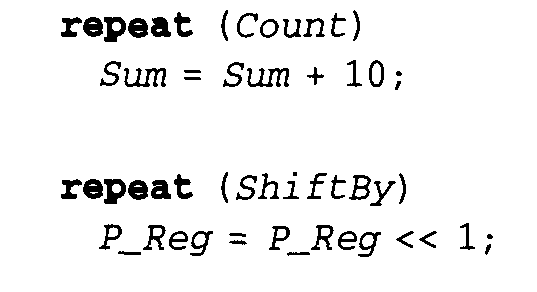 repeat (Count)
Sum = Sum + 10;
repeat (ShiftBy)
P_Reg = P_Reg << 1;